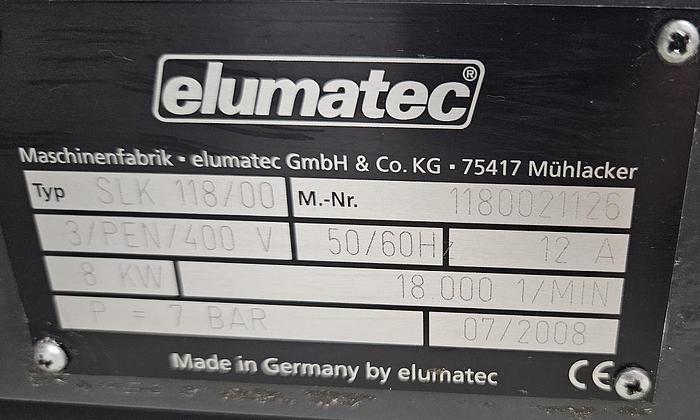 elumatec®
Maschinenfabrik • elumatec GmbH & Co. KG • 75417 Mühlacker
Typ SLK 118/00 M.-Nr. 1180021126
3/PEN/400 V 50/60Hz 12 A
8 KW 18.000 1/MIN
P = 7 BAR 07/2008
Made in Germany by elumatec CE